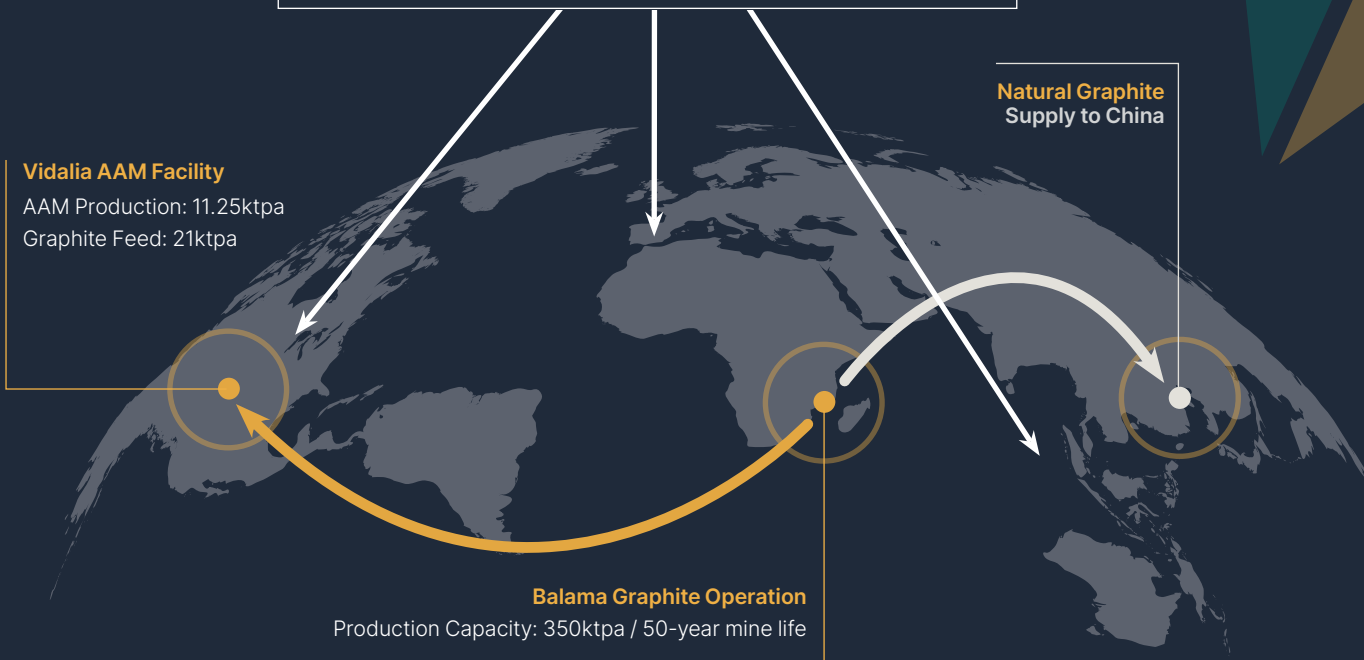 Natural Graphite
Supply to China
Vidalia AAM Facility
AAM Production: 11.25ktpa
Graphite Feed: 21ktpa
Balama Graphite Operation
Production Capacity: 350ktpa / 50-year mine life